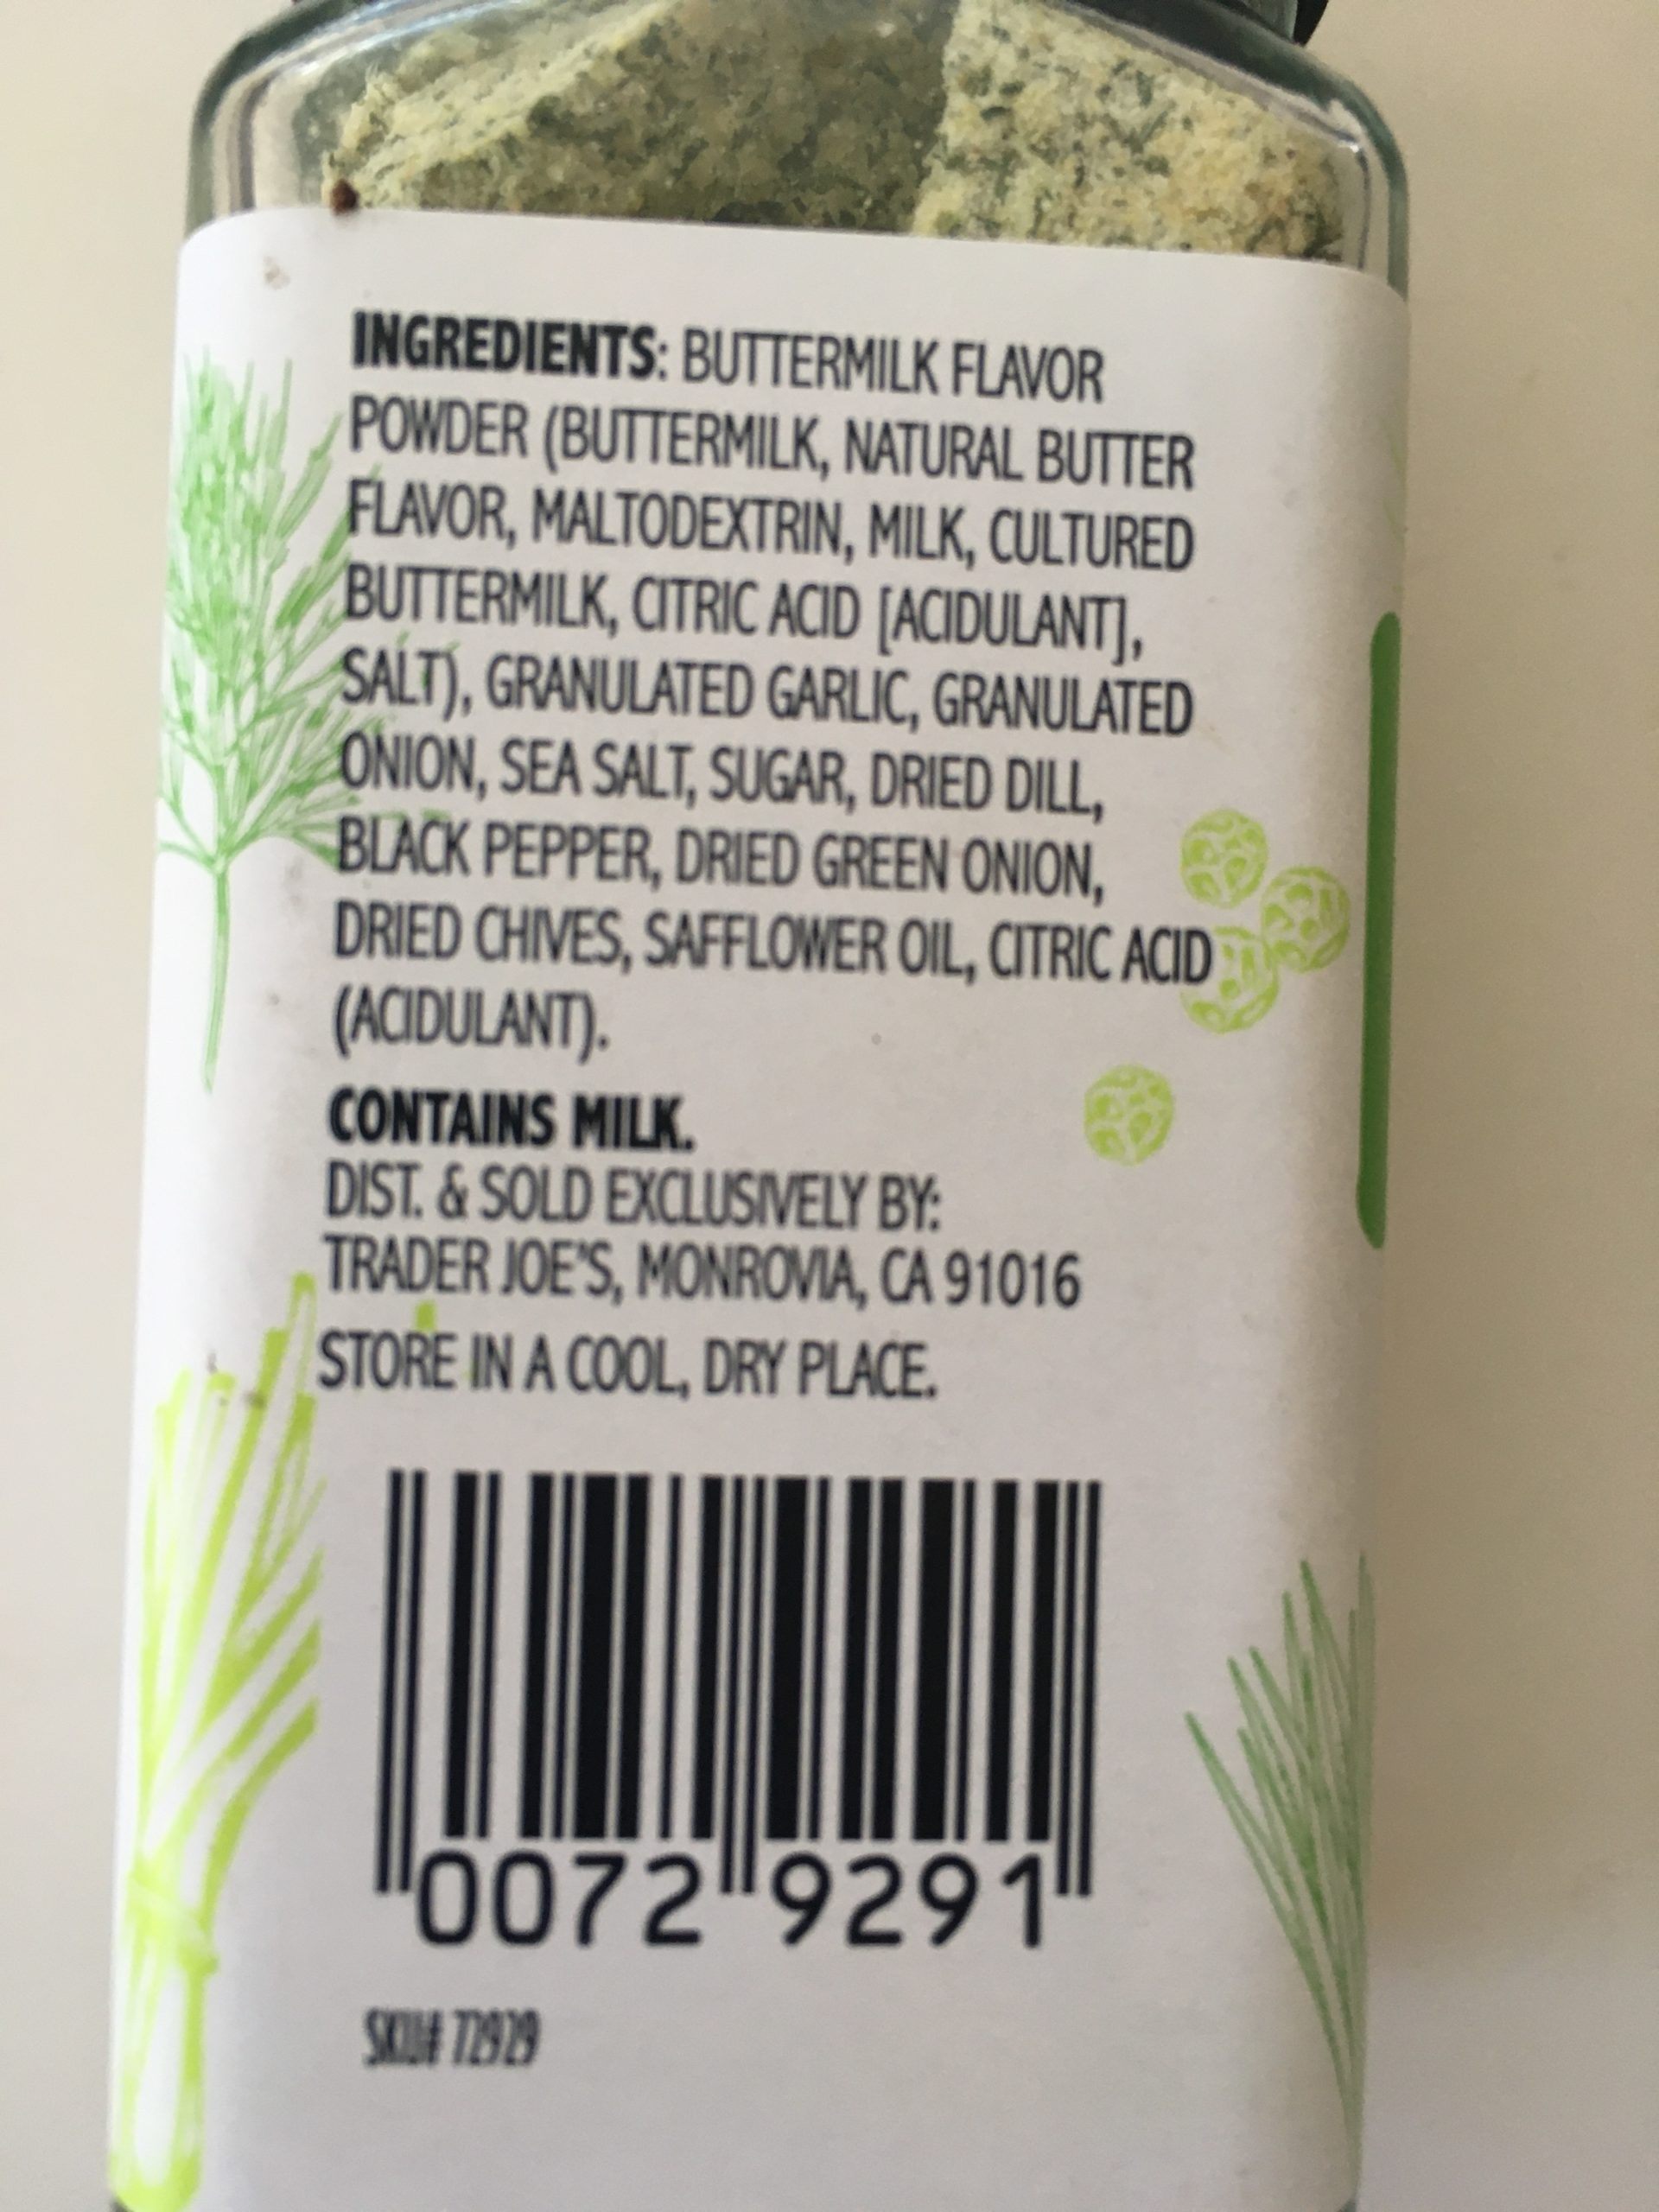 INGREDIENTS: BUTTERMILK FLAVOR
POWDER (BUTTERMILK, NATURAL BUTTER
FLAVOR, MALTODEXTRIN, MILK, CULTURED
BUTTERMILK, CITRIC ACID [ACIDULANT],
SALT), GRANULATED GARLIC, GRANULATED
ONION, SEA SALT, SUGAR, DRIED DILL,
BLACK PEPPER, DRIED GREEN ONION,
DRIED CHIVES, SAFFLOWER OIL, CITRIC ACID
(ACIDULANT).
CONTAINS MILK.
DIST. & SOLD EXCLUSIVELY BY:
TRADER JOE'S, MONROVIA, CA 91016
STORE IN A COOL, DRY PLACE.
0072 9291
SKU# 72929